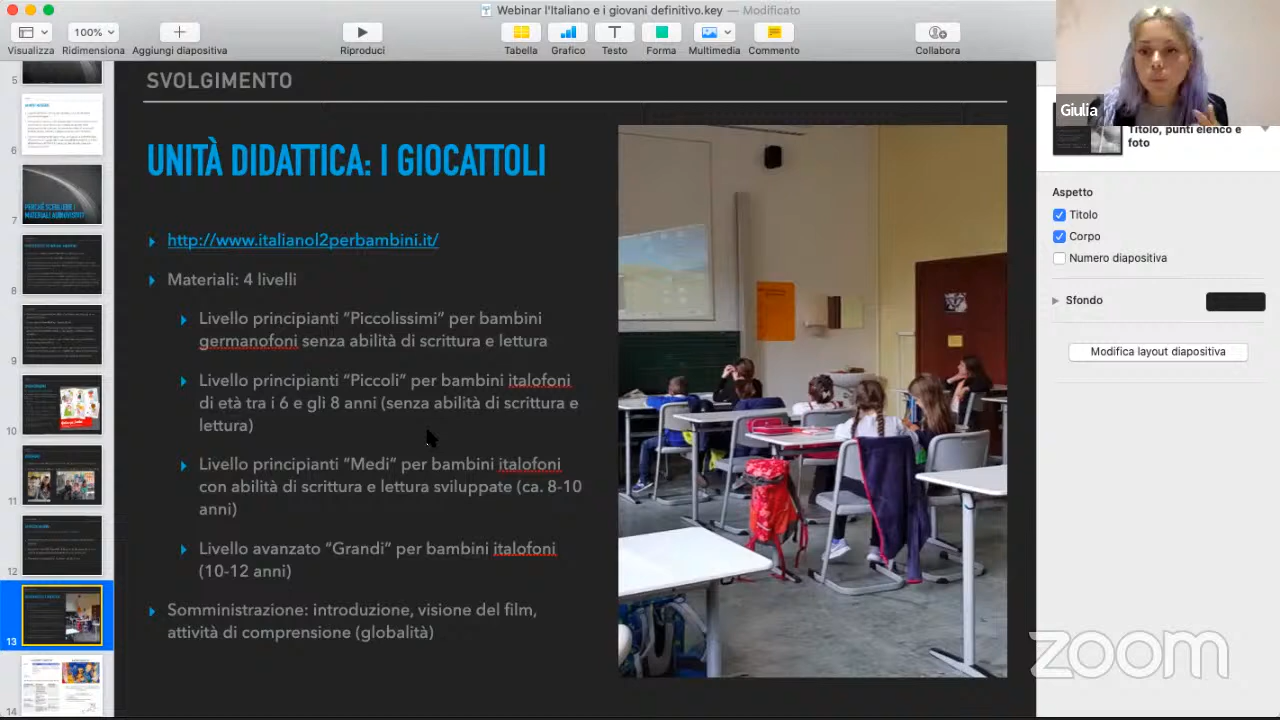 Webinar l'Italiano e i giovani definitivo.key — Modificato
100%
Visualizza
Ridimensiona
Aggiungi diapositiva
Riproduci
Tabella
Grafico
Testo
Forma
Multimedia
Commento
Collabora
Giulia
5
6
7
8
9
10
11
12
13
14
SVOLGIMENTO
UNITÀ DIDATTICA: I GIOCATTOLI
http://www.italianol2perbambini.it/
Materiali: 4 livelli
Livello principianti “Piccolissimi” per bambini
germanofoni senza abilità di scrittura e lettura
Livello principianti “Piccoli” per bambini italofoni
di età tra i 6 e gli 8 anni (senza abilità di scrittura e
lettura)
Livello principianti “Medi” per bambini italofoni
con abilità di scrittura e lettura sviluppate (ca. 8-10
anni)
Livello avanzato “Grandi” per bambini italofoni
(10-12 anni)
Somministrazione: introduzione, visione del film,
attività di comprensione (globalità)
Titolo, punti elenco e
foto
Aspetto
Titolo
Corpo
Numero diapositiva
Sfondo
Modifica layout diapositiva
zoom